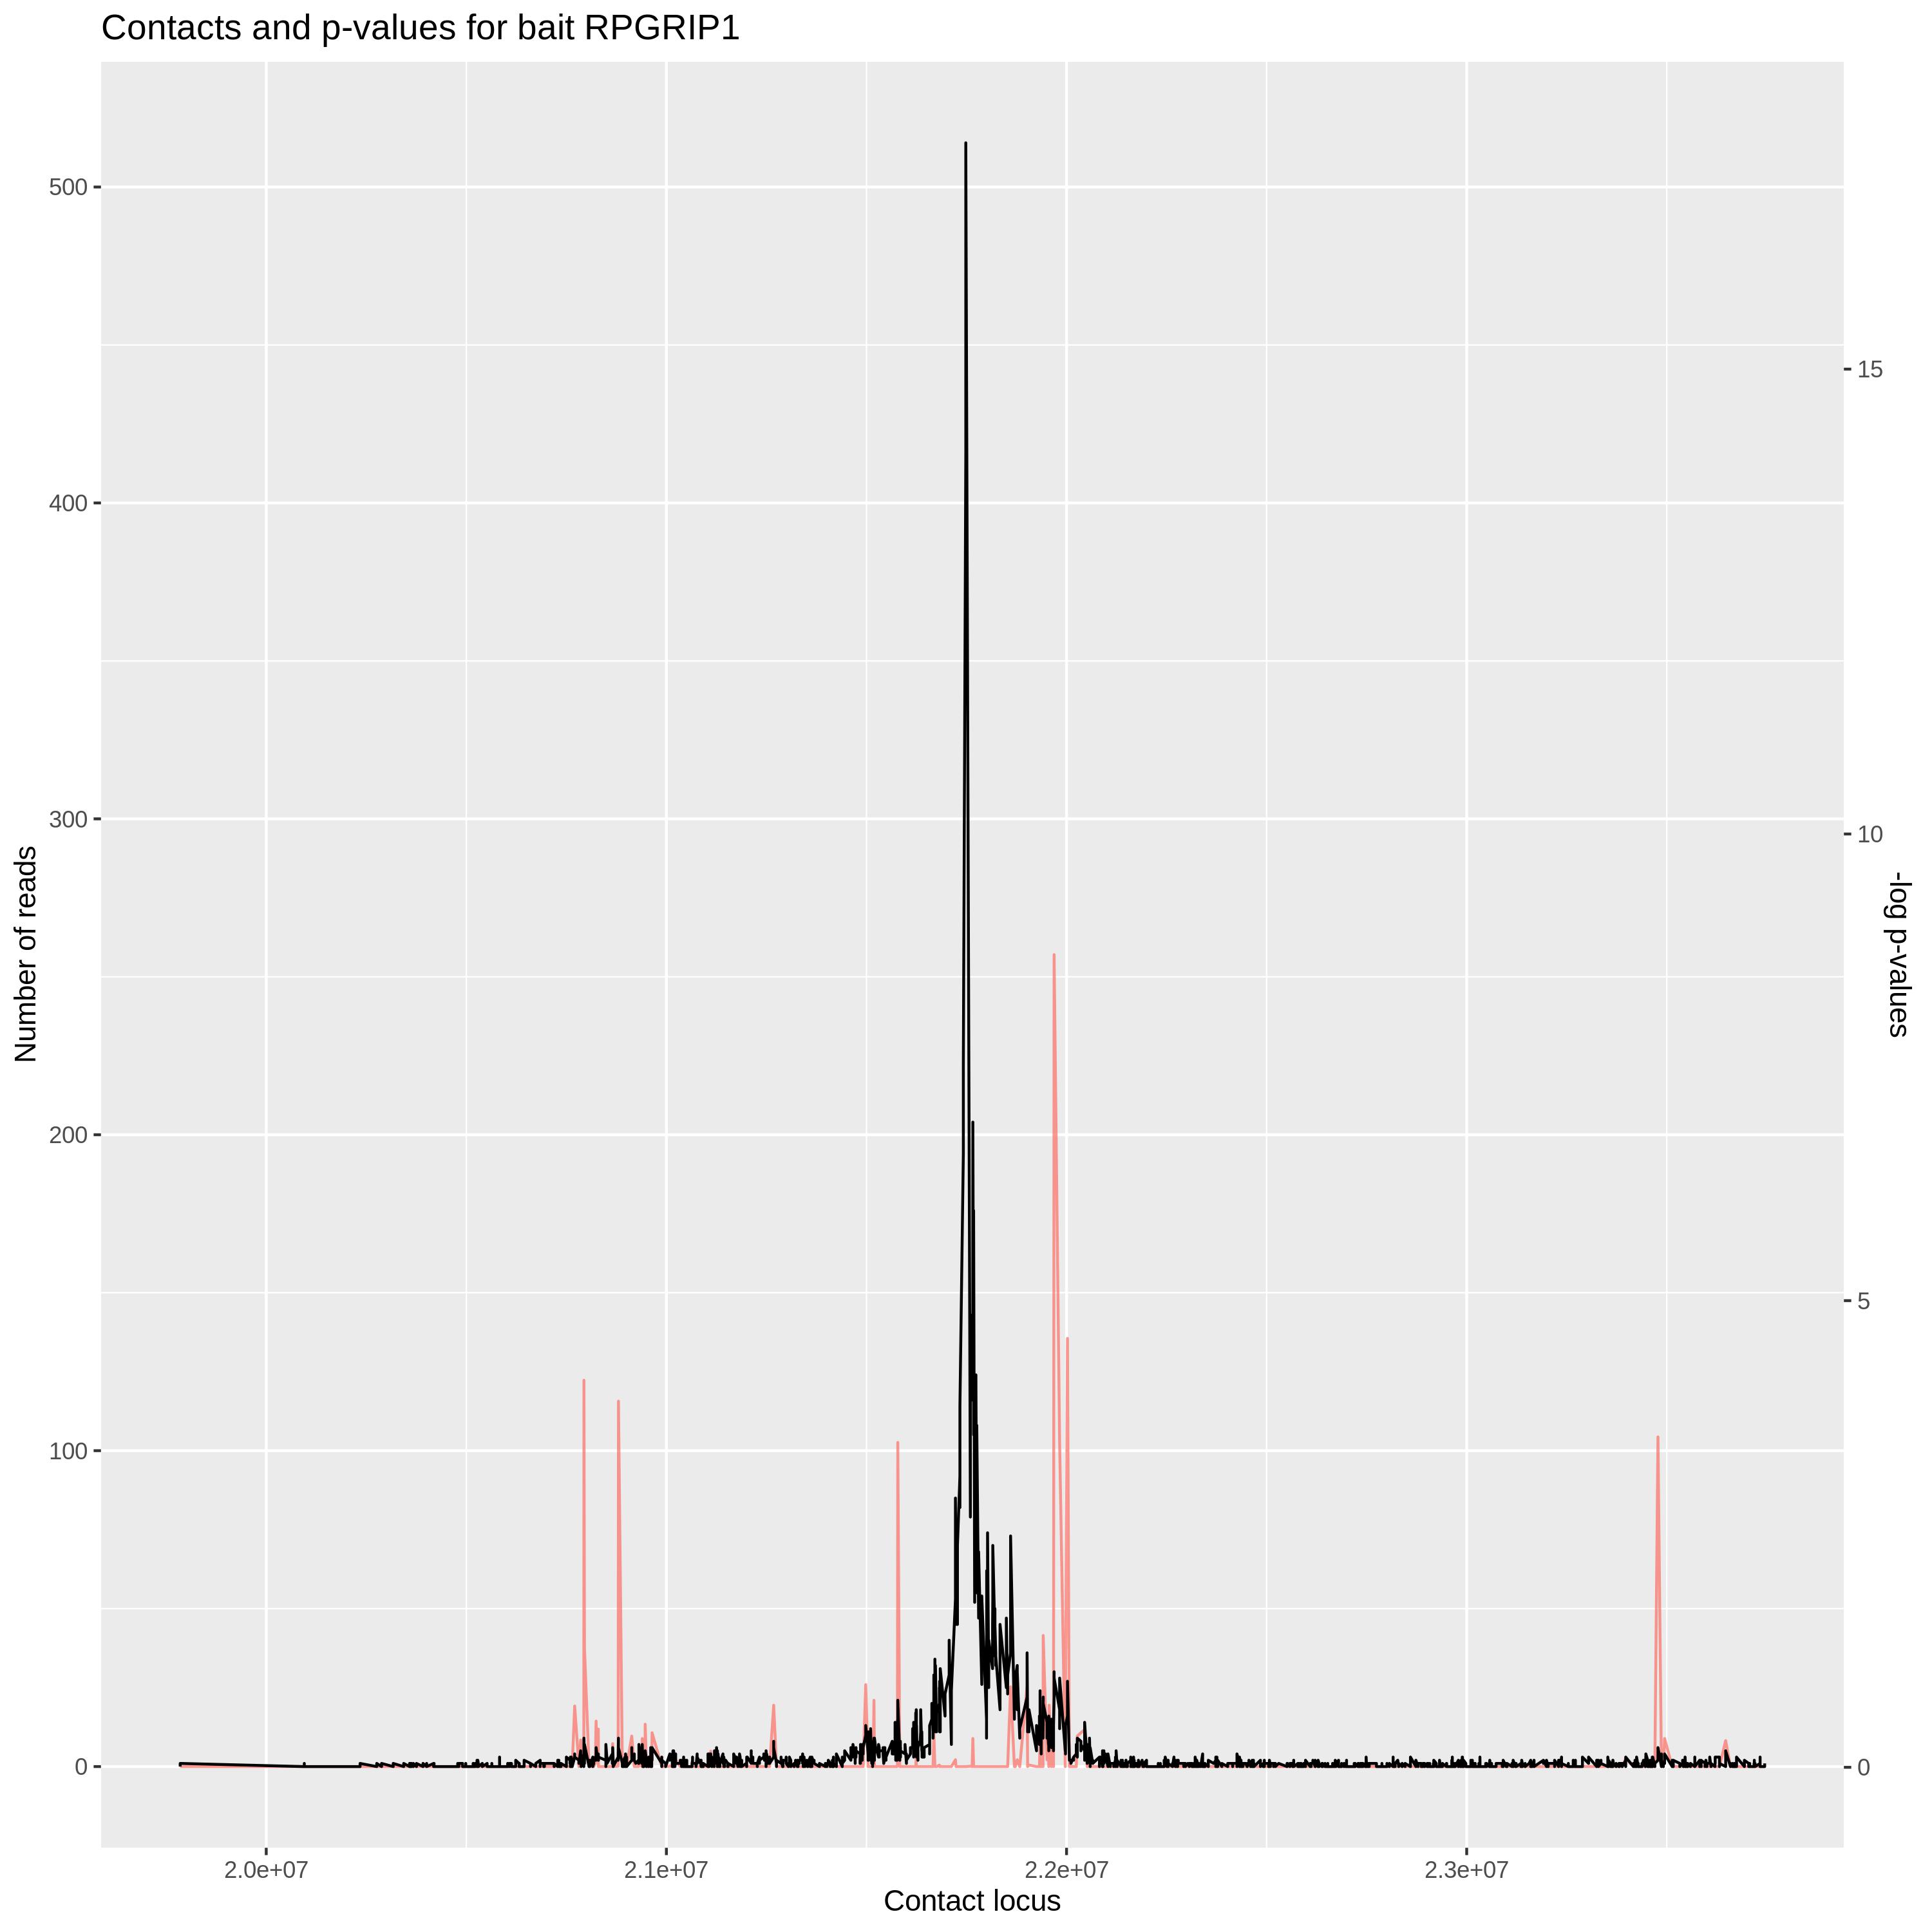 Contacts and p-values for bait RPGRIP1
500
400
300
200
100
0
Number of reads
15
10
5
0
-log p-values
2.0e+07
2.1e+07
2.2e+07
2.3e+07
Contact locus